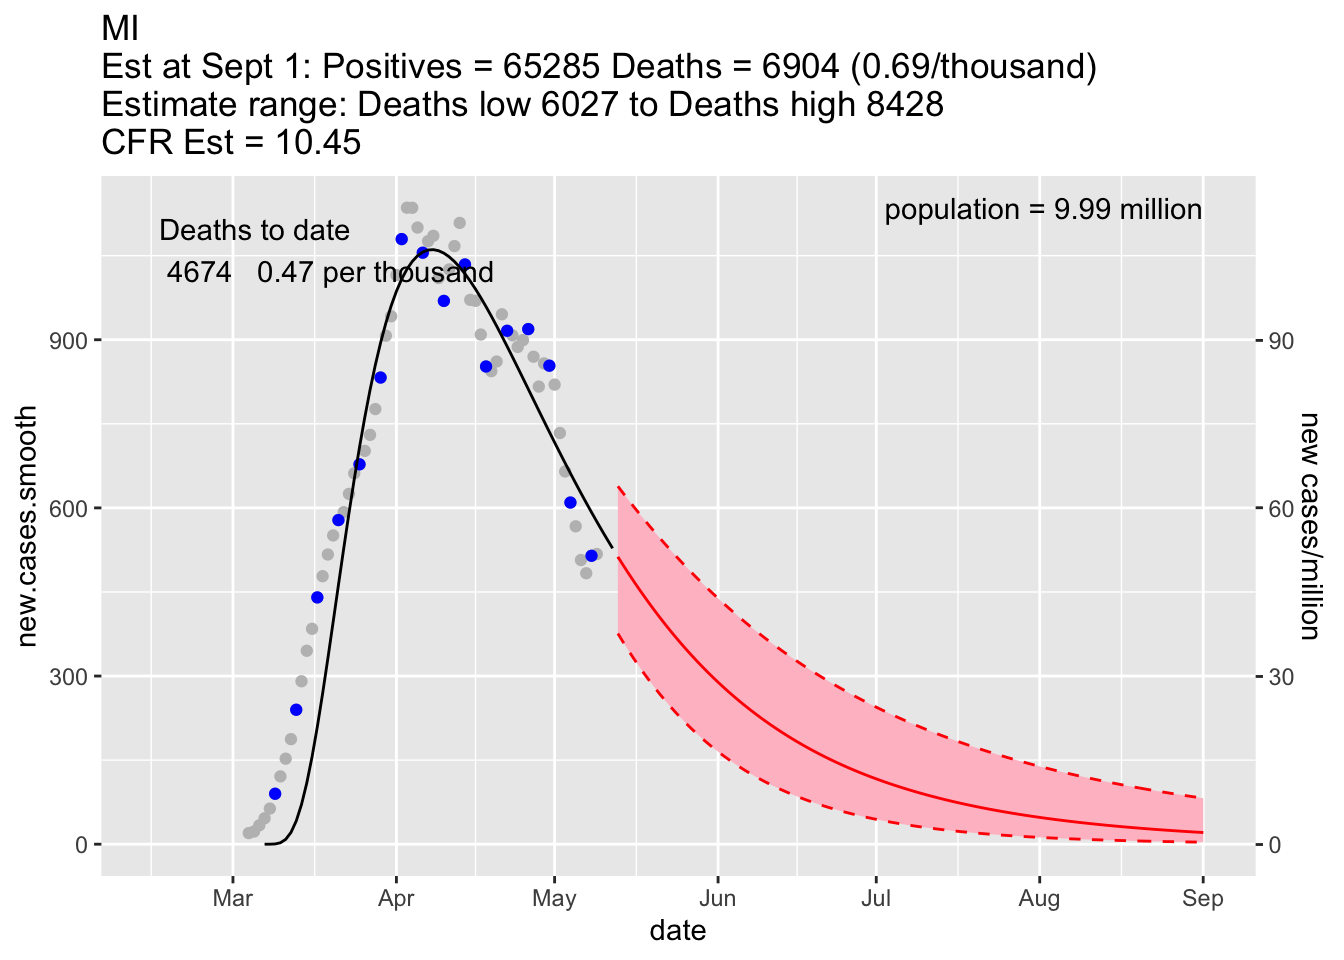 MI
Est at Sept 1: Positives = 65285 Deaths = 6904 (0.69/thousand)
Estimate range: Deaths low 6027 to Deaths high 8428
CFR Est = 10.45
population = 9.99 million
Deaths to date
4674 0.47 per thousand
new.cases.smooth
900
600
300
0
90
60
30
0
new cases/million
Mar Apr May Jun Jul Aug Sep
date